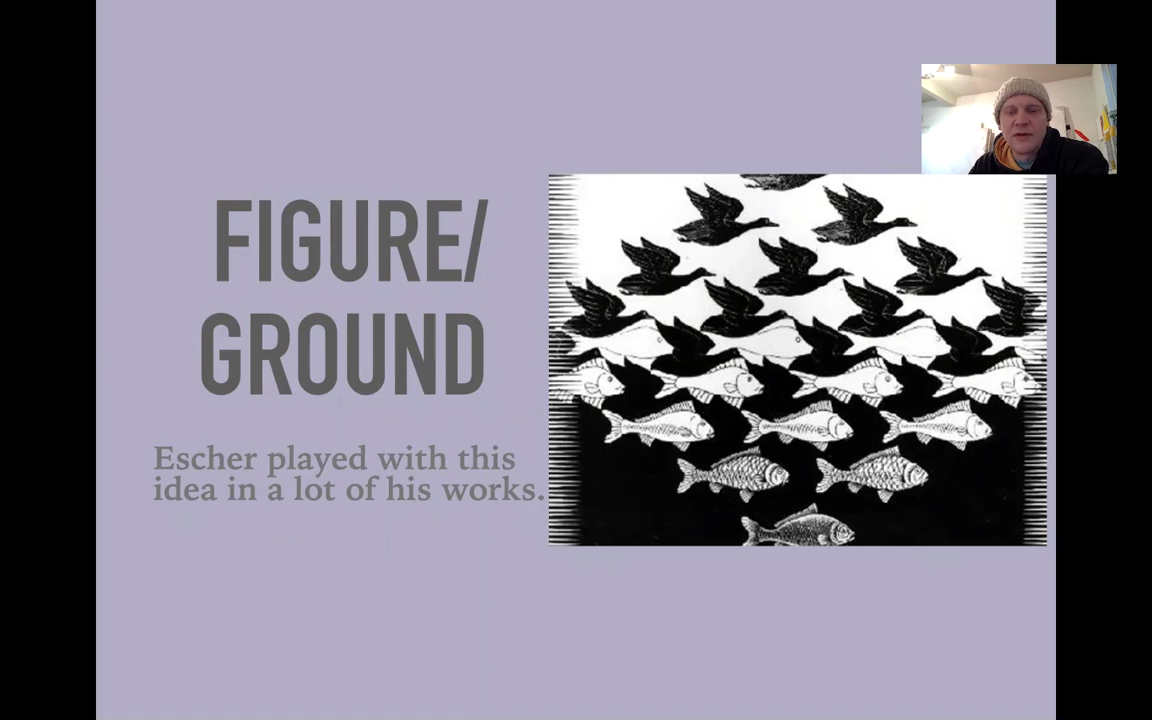 FIGURE/
GROUND
Escher played with this
idea in a lot of his works.